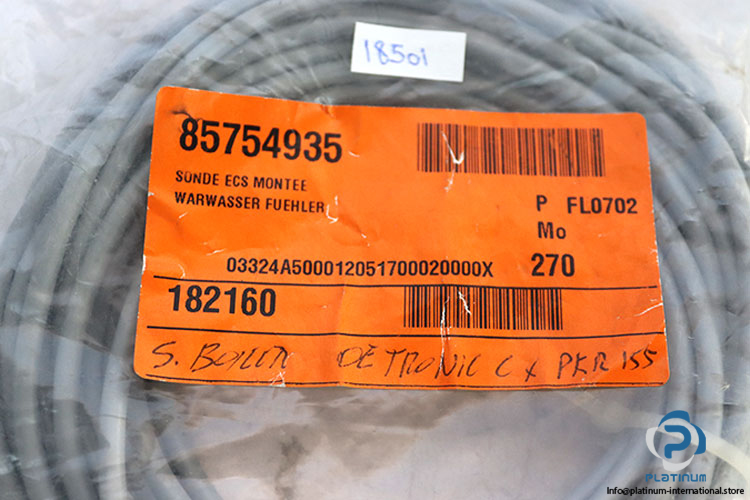 18501
85754935
SONDE ECS MONTEE
WARWASSER FUEHLER
P FL0702
Mo
03324A500012051700020000X
270
182160
S. BOILER DE TRONIC C x PKR 155
PLATINUM
Info@platinum-international.store